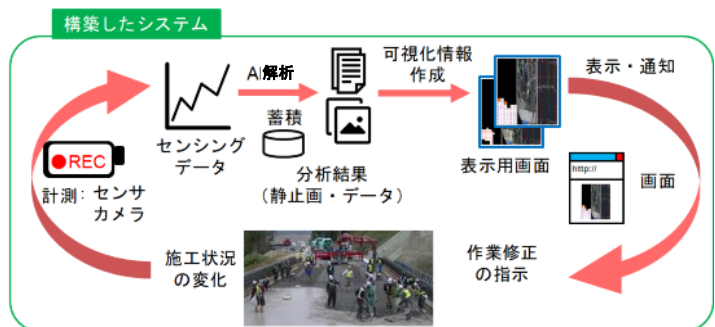 構築したシステム
AI解析
可視化情報
作成
表示・通知
蓄積
REC
センシング
データ
分析結果
（静止画・データ）
表示用画面
http://
画面
計測：センサ
カメラ
施工状況
の変化
作業修正
の指示